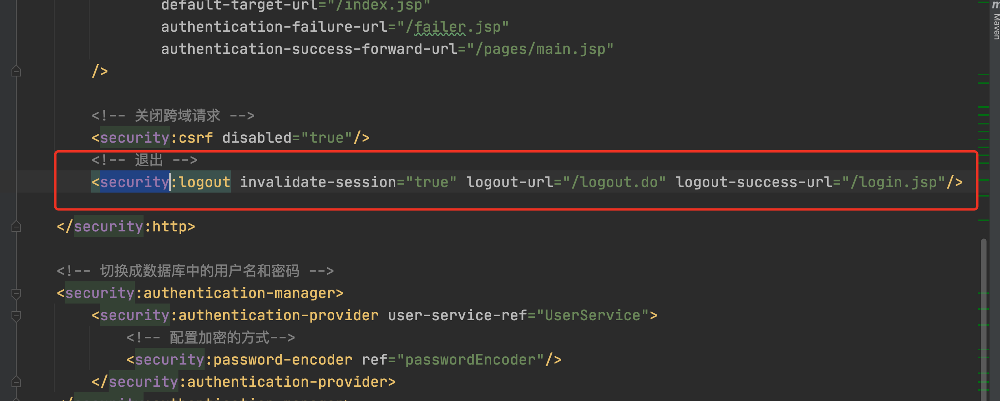 default-target-url="/index.jsp"
authentication-failure-url="/failer.jsp"
authentication-success-forward-url="/pages/main.jsp"
/>
<!-- 关闭跨域请求 -->
<security:csrf disabled="true"/>
<!-- 退出 -->
<security:logout invalidate-session="true" logout-url="/logout.do" logout-success-url="/login.jsp"/>
</security:http>
<!-- 切换成数据库中的用户名和密码 -->
<security:authentication-manager>
<security:authentication-provider user-service-ref="UserService">
<!-- 配置加密的方式-->
<security:password-encoder ref="passwordEncoder"/>
</security:authentication-provider>
</security:authentication-manager>
m
Maven